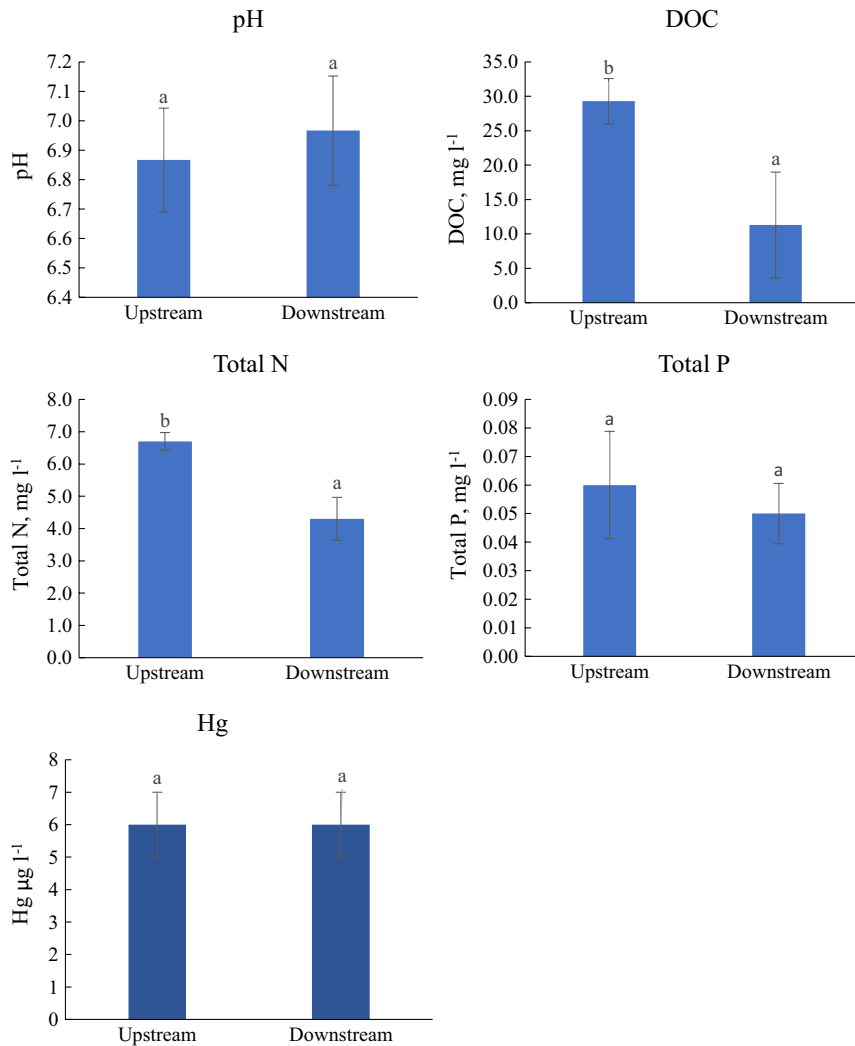 pH
7.2
7.1
7.0
6.9
6.8
6.7
6.6
6.5
6.4
pH
a
a
Upstream
Downstream
DOC
35.0
30.0
25.0
20.0
15.0
10.0
5.0
0.0
DOC, mg l-1
b
a
Upstream
Downstream
Total N
8.0
7.0
6.0
5.0
4.0
3.0
2.0
1.0
0.0
Total N, mg l-1
b
a
Upstream
Downstream
Total P
0.09
0.08
0.07
0.06
0.05
0.04
0.03
0.02
0.01
0.00
Total P, mg l-1
a
a
Upstream
Downstream
Hg
8
7
6
5
4
3
2
1
0
Hg µg l-1
a
a
Upstream
Downstream